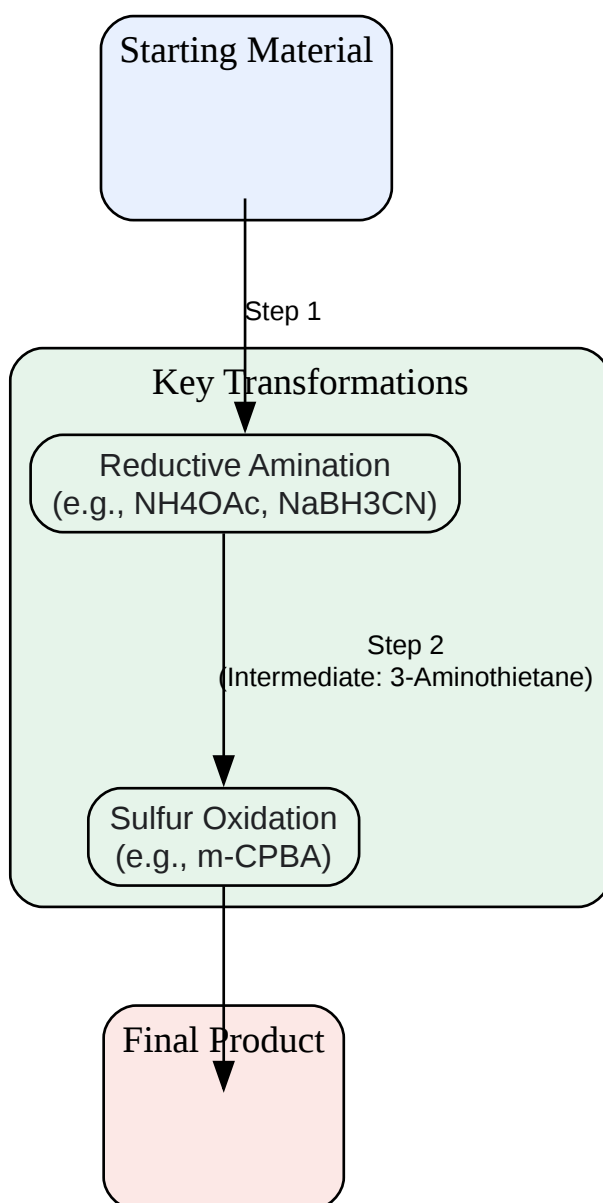 Starting Material
Step 1
Key Transformations
Reductive Amination
(e.g., NH4OAc, NaBH3CN)
Step 2
(Intermediate: 3-Aminothietane)
Sulfur Oxidation
(e.g., m-CPBA)
Final Product